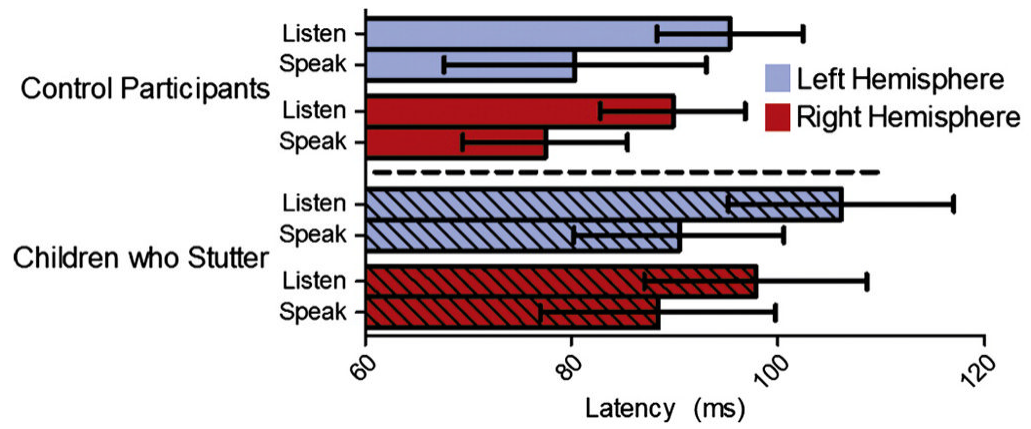 Control Participants
Listen
Speak
Listen
Speak
Left Hemisphere
Right Hemisphere
Children who Stutter
Listen
Speak
Listen
Speak
60
80
100
120
Latency (ms)